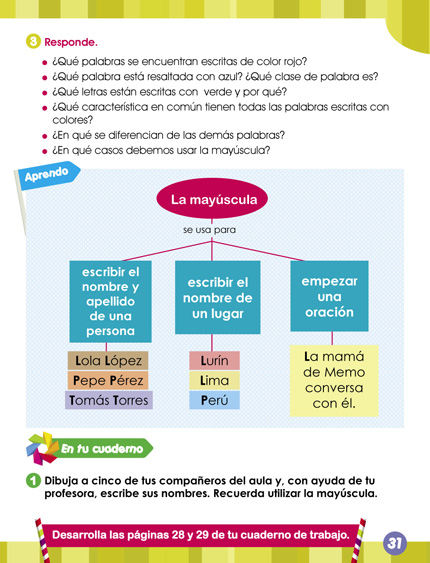 3 Responde.
• ¿Qué palabras se encuentran escritas de color rojo?
• ¿Qué palabra está resaltada con azul? ¿Qué clase de palabra es?
• ¿Qué letras están escritas con verde y por qué?
• ¿Qué característica en común tienen todas las palabras escritas con
colores?
• ¿En qué se diferencian de las demás palabras?
• ¿En qué casos debemos usar la mayúscula?
Aprendo
La mayúscula
se usa para
escribir el
nombre y
apellido
de una
persona
Lola López
Pepe Pérez
Tomás Torres
escribir el
nombre de
un lugar
Lurín
Lima
Perú
empezar
una
oración
La mamá
de Memo
conversa
con él.
En tu cuaderno
1 Dibuja a cinco de tus compañeros del aula y, con ayuda de tu
profesora, escribe sus nombres. Recuerda utilizar la mayúscula.
Desarrolla las páginas 28 y 29 de tu cuaderno de trabajo.
31